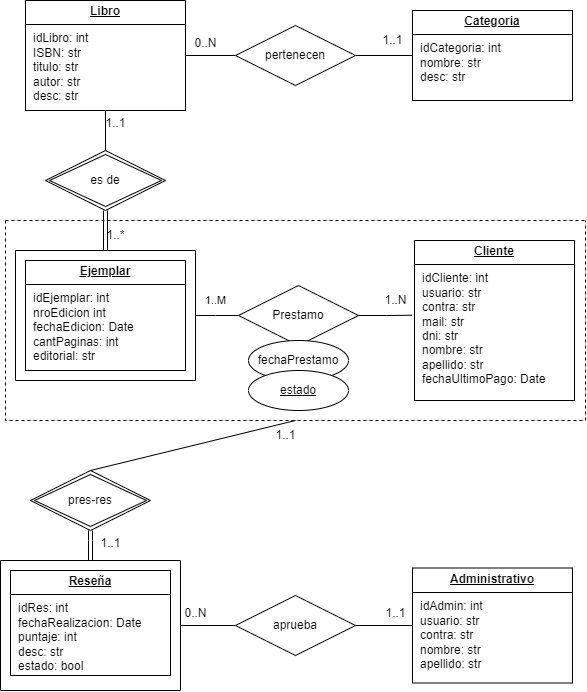 Libro
idLibro: int
ISBN: str
titulo: str
autor: str
desc: str
0..N
pertenecen
1..1
Categoria
idCategoria: int
nombre: str
desc: str
1..1
es de
1..*
Ejemplar
idEjemplar: int
nroEdicion int
fechaEdicion: Date
cantPaginas: int
editorial: str
1..M
Prestamo
fechaPrestamo
estado
1..N
Cliente
idCliente: int
usuario: str
contra: str
mail: str
dni: str
nombre: str
apellido: str
fechaUltimoPago: Date
1..1
pres-res
1..1
Reseña
idRes: int
fechaRealizacion: Date
puntaje: int
desc: str
estado: bool
0..N
aprueba
1..1
Administrativo
idAdmin: int
usuario: str
contra: str
nombre: str
apellido: str